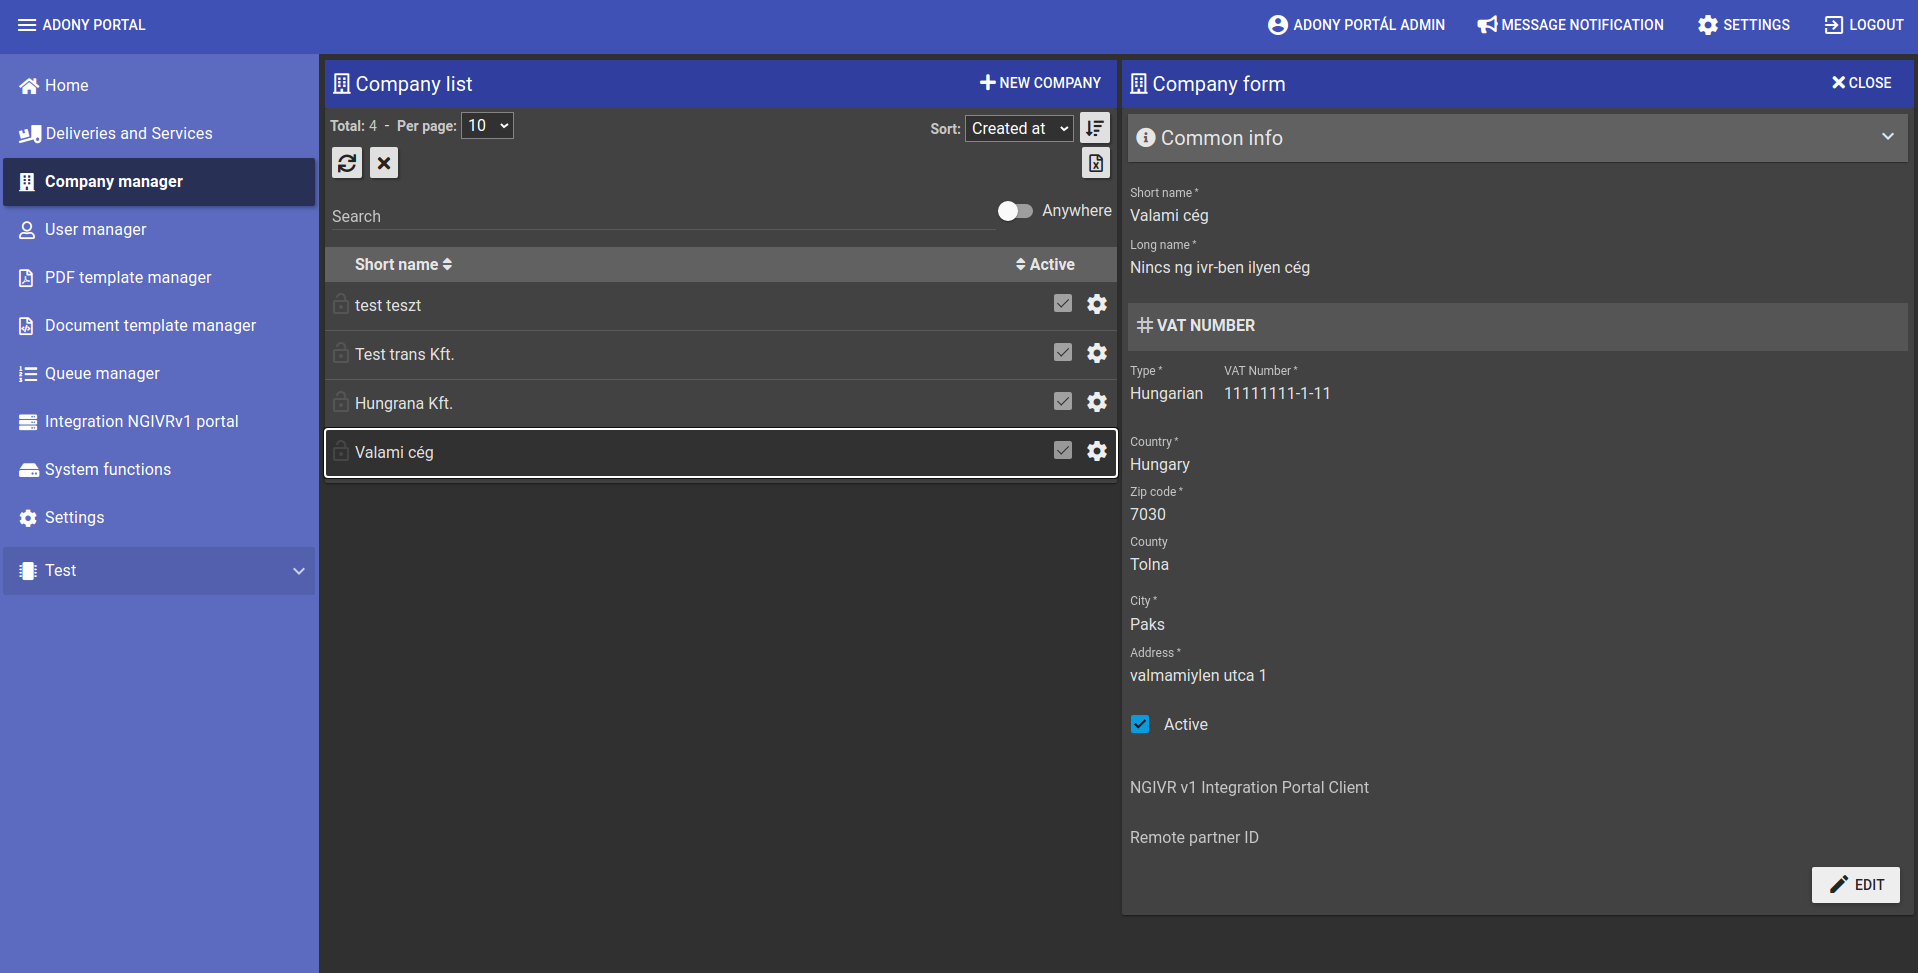 ADONY PORTAL
ADONY PORTÁL ADMIN
MESSAGE NOTIFICATION
SETTINGS
LOGOUT
Home
Deliveries and Services
Company manager
User manager
PDF template manager
Document template manager
Queue manager
Integration NGIVRv1 portal
System functions
Settings
Test
Company list
NEW COMPANY
Total: 4 - Per page: 10
Sort: Created at
Search
Anywhere
Short name
Active
test teszt
Test trans Kft.
Hungrana Kft.
Valami cég
Company form
CLOSE
Common info
Short name *
Valami cég
Long name *
Nincs ng ivr-ben ilyen cég
VAT NUMBER
Type * VAT Number *
Hungarian 11111111-1-11
Country *
Hungary
Zip code *
7030
County
Tolna
City *
Paks
Address *
valmamiylen utca 1
Active
NGIVR v1 Integration Portal Client
Remote partner ID
EDIT